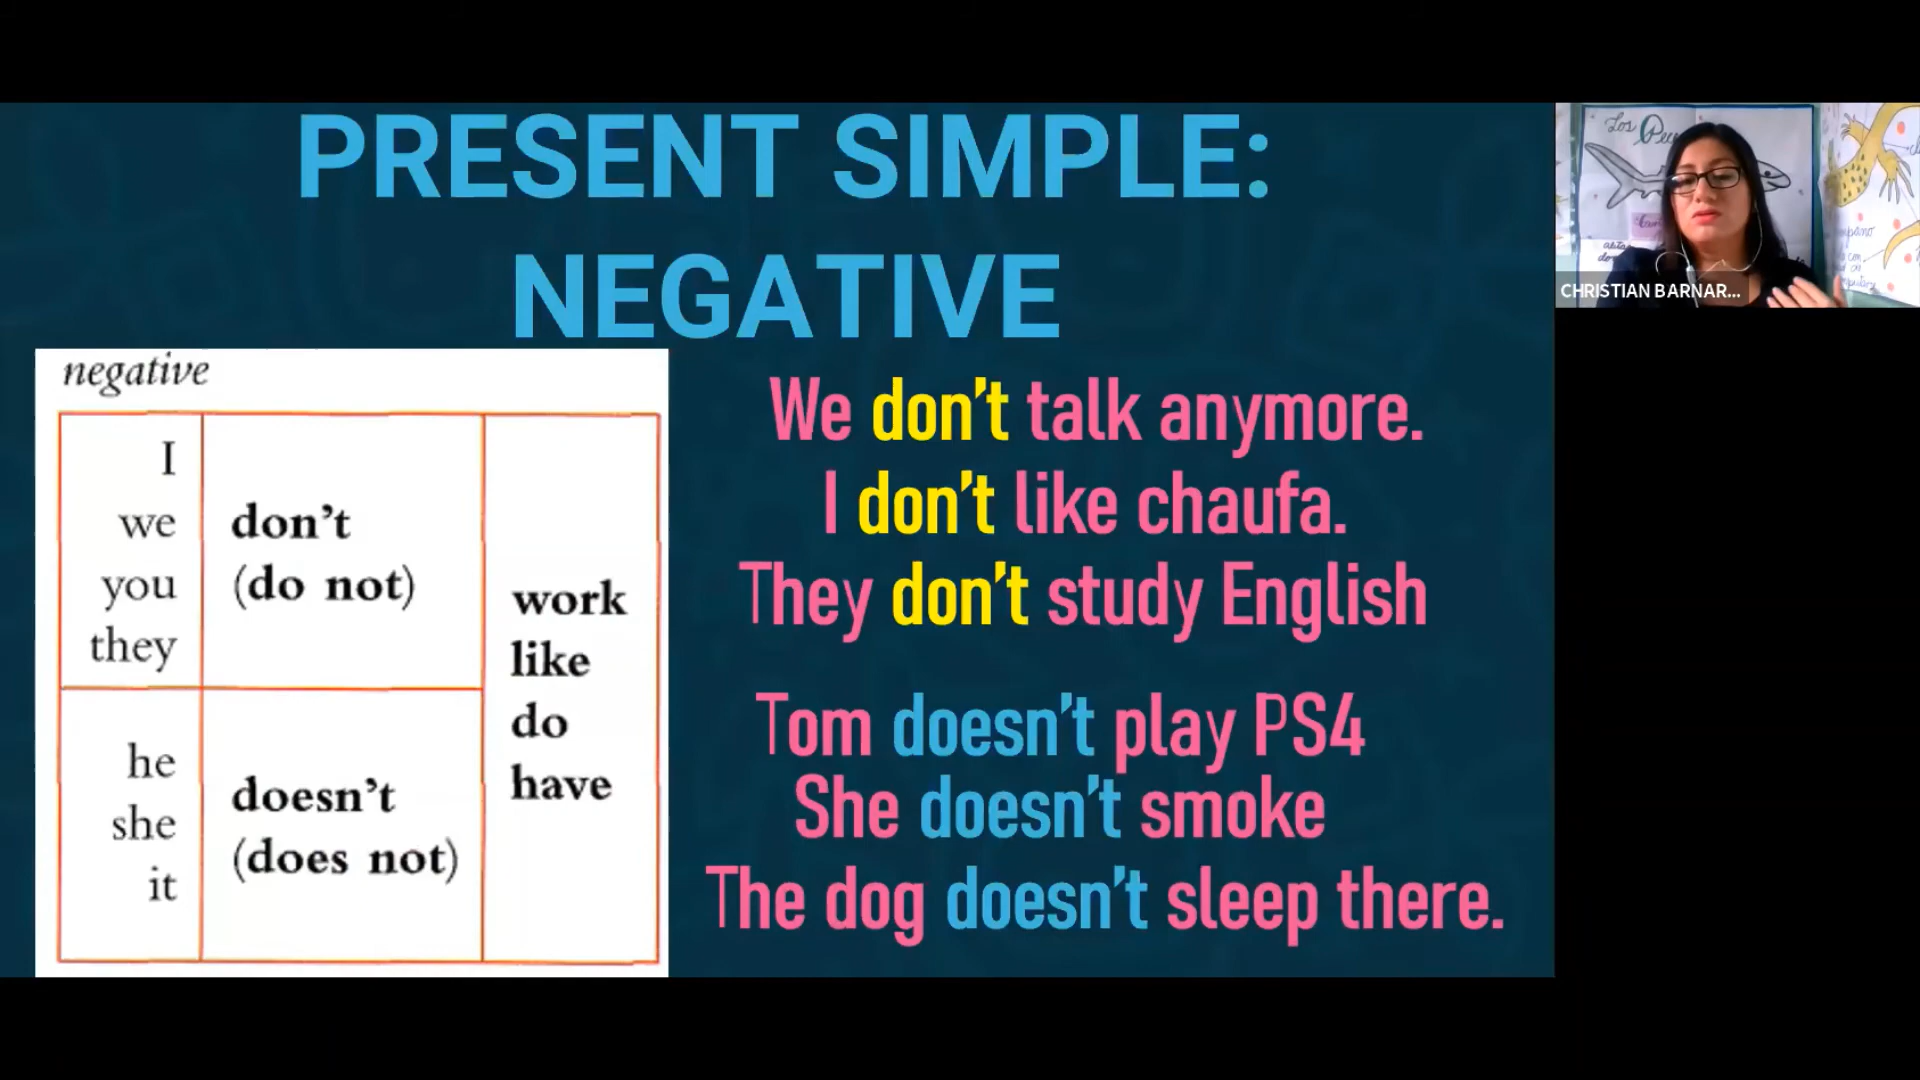 PRESENT SIMPLE:
NEGATIVE
negative
I
we
you
they
don't
(do not)
he
she
it
doesn't
(does not)
work
like
do
have
We don't talk anymore.
I don't like chaufa.
They don't study English
Tom doesn't play PS4
She doesn't smoke
The dog doesn't sleep there.
Los
CHRISTIAN BARNAR...